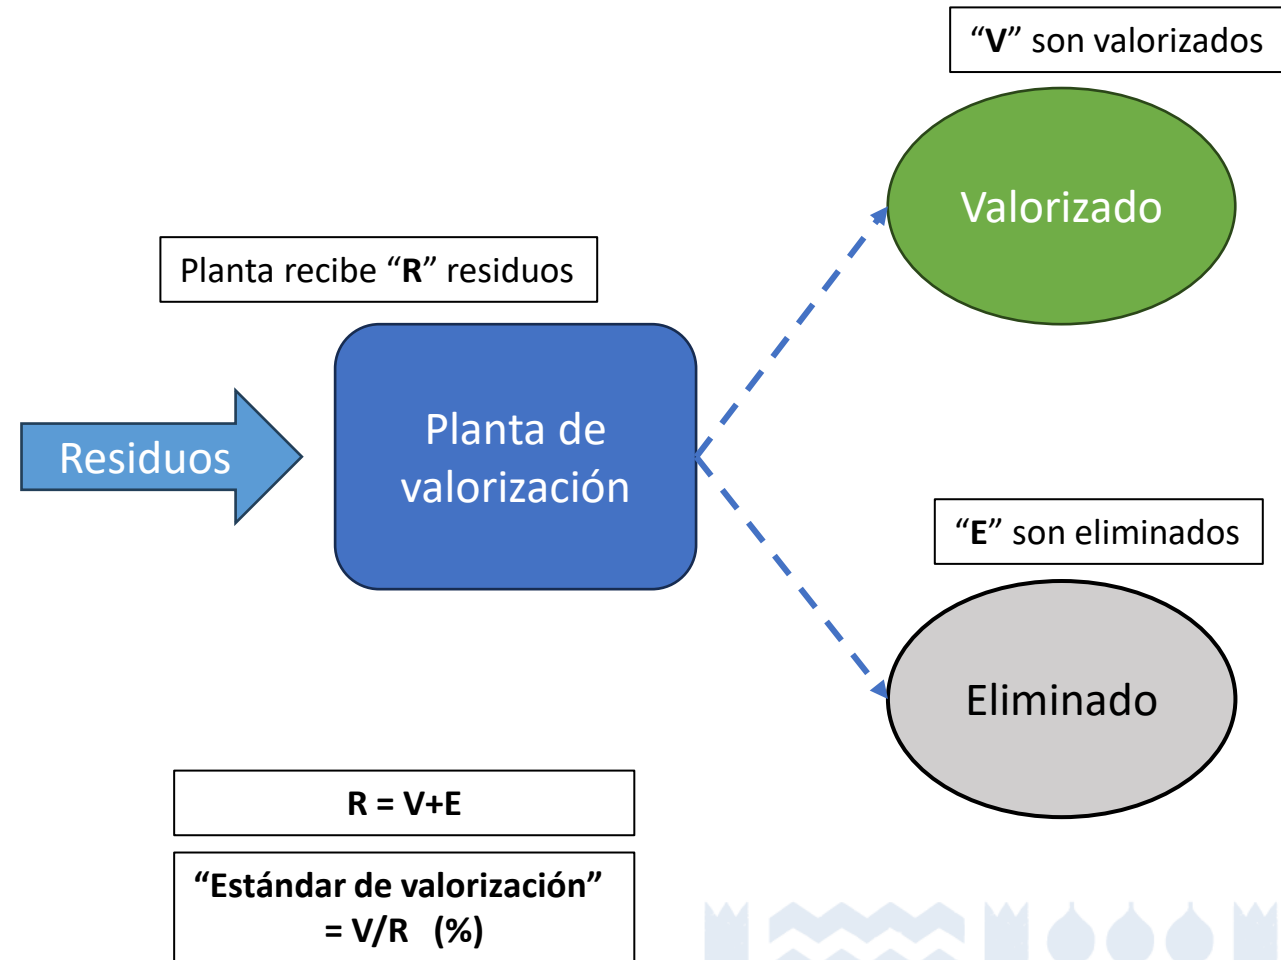 “V” son valorizados
Valorizado
Planta recibe “R” residuos
Residuos
Planta de
valorización
“E” son eliminados
Eliminado
R = V+E
“Estándar de valorización”
= V/R (%)